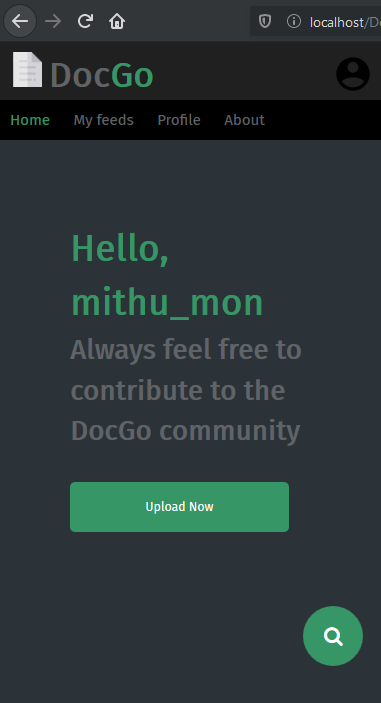 localhost/D
DocGo
Home My feeds Profile About
Hello,
mithu_mon
Always feel free to
contribute to the
DocGo community
Upload Now